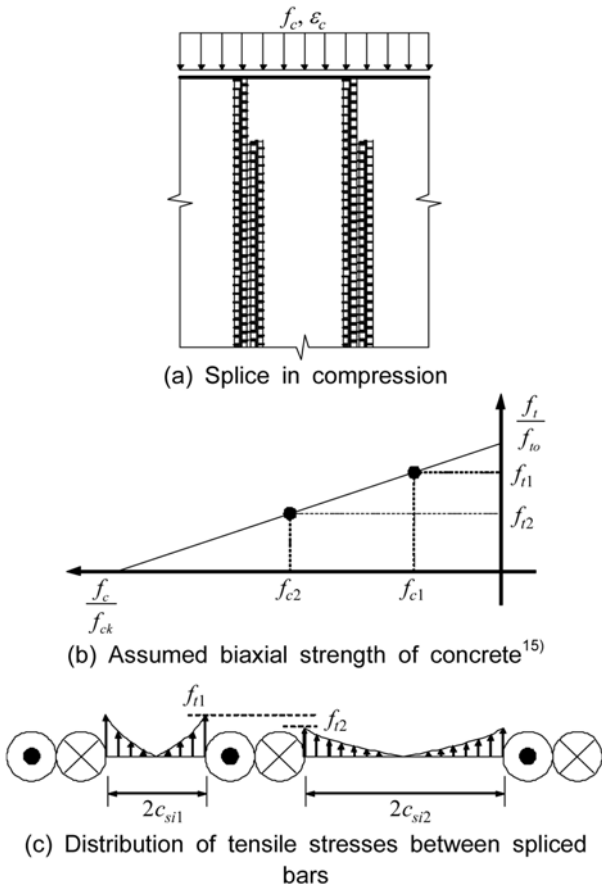 f_c, ε_c
(a) Splice in compression
f_t
f_to
f_t1
f_t2
f_c
f_ck
f_c2
f_c1
(b) Assumed biaxial strength of concrete¹⁵⁾
f_t1
f_t2
2c_si1
2c_si2
(c) Distribution of tensile stresses between spliced
bars